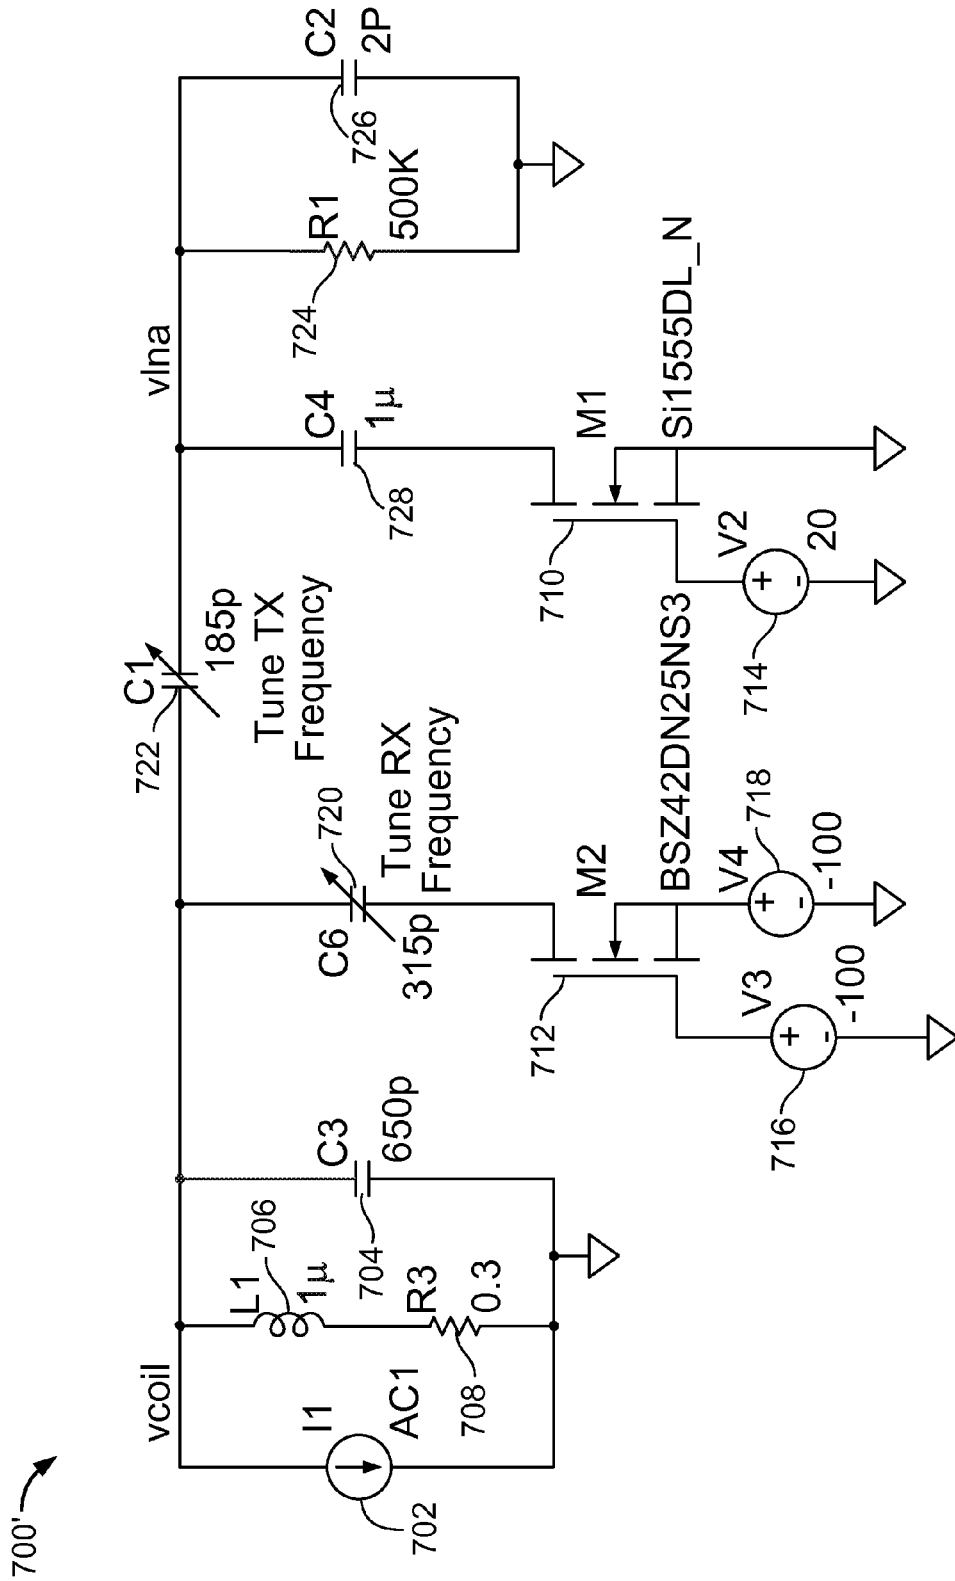 700'
vcoil
I1
AC1
702
L1
1µ
706
R3
0.3
708
C3
650p
704
C6
315p
720
Tune RX
Frequency
M2
BSZ42DN25NS3
712
V3
-100
716
V4
-100
718
C1
185p
722
Tune TX
Frequency
vlna
C4
1µ
728
M1
Si1555DL_N
710
V2
20
714
R1
500K
724
C2
2P
726
+
-
+
-
+
-